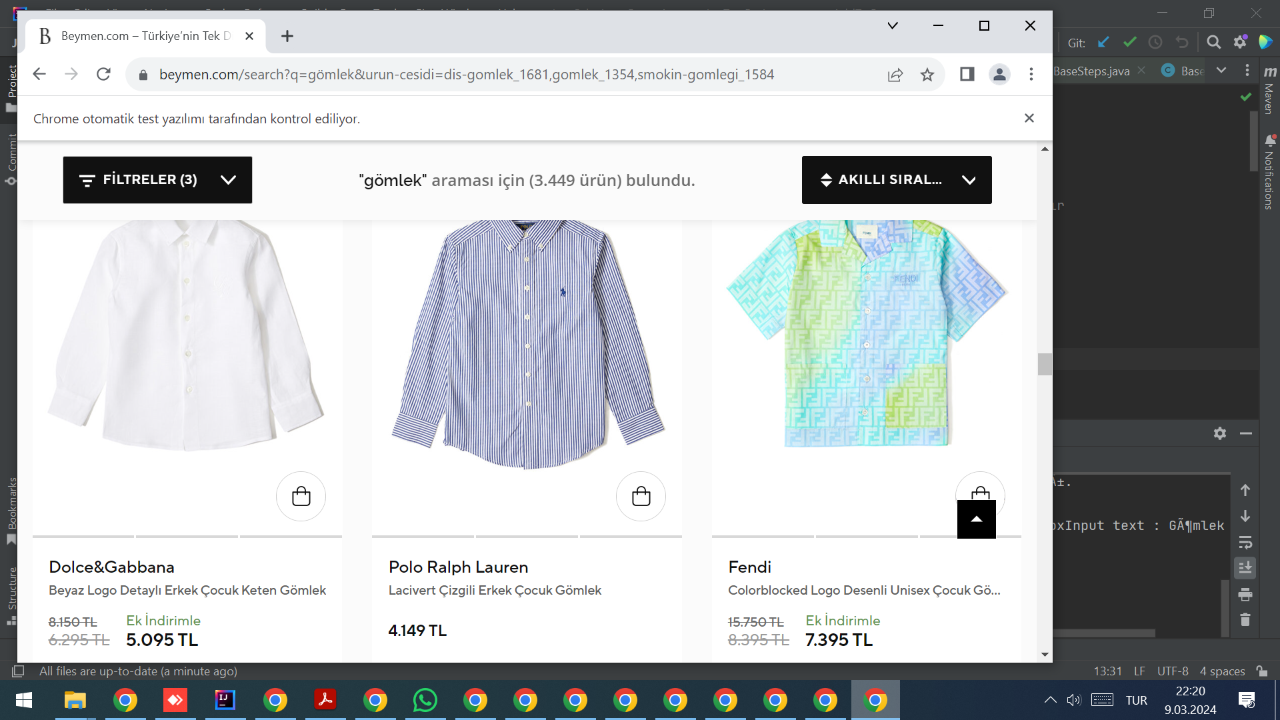 Beymen.com – Türkiye'nin Tek D
beymen.com/search?q=gömlek&urun-cesidi=dis-gomlek_1681,gomlek_1354,smokin-gomlegi_1584
Chrome otomatik test yazılımı tarafından kontrol ediliyor.
FİLTRELER (3)
"gömlek" araması için (3.449 ürün) bulundu.
AKILLI SIRAL...
FENDI
Dolce&Gabbana
Beyaz Logo Detaylı Erkek Çocuk Keten Gömlek
8.150 TL
6.295 TL
Ek İndirimle
5.095 TL
Polo Ralph Lauren
Lacivert Çizgili Erkek Çocuk Gömlek
4.149 TL
Fendi
Colorblocked Logo Desenli Unisex Çocuk Gö...
15.750 TL
8.395 TL
Ek İndirimle
7.395 TL
Project
Commit
Bookmarks
Structure
Git:
BaseSteps.java
Base
Maven
Notifications
ır
Ä±.
oxInput text : GÃ¶mlek
All files are up-to-date (a minute ago)
13:31 LF UTF-8 4 spaces
TUR
22:20
9.03.2024